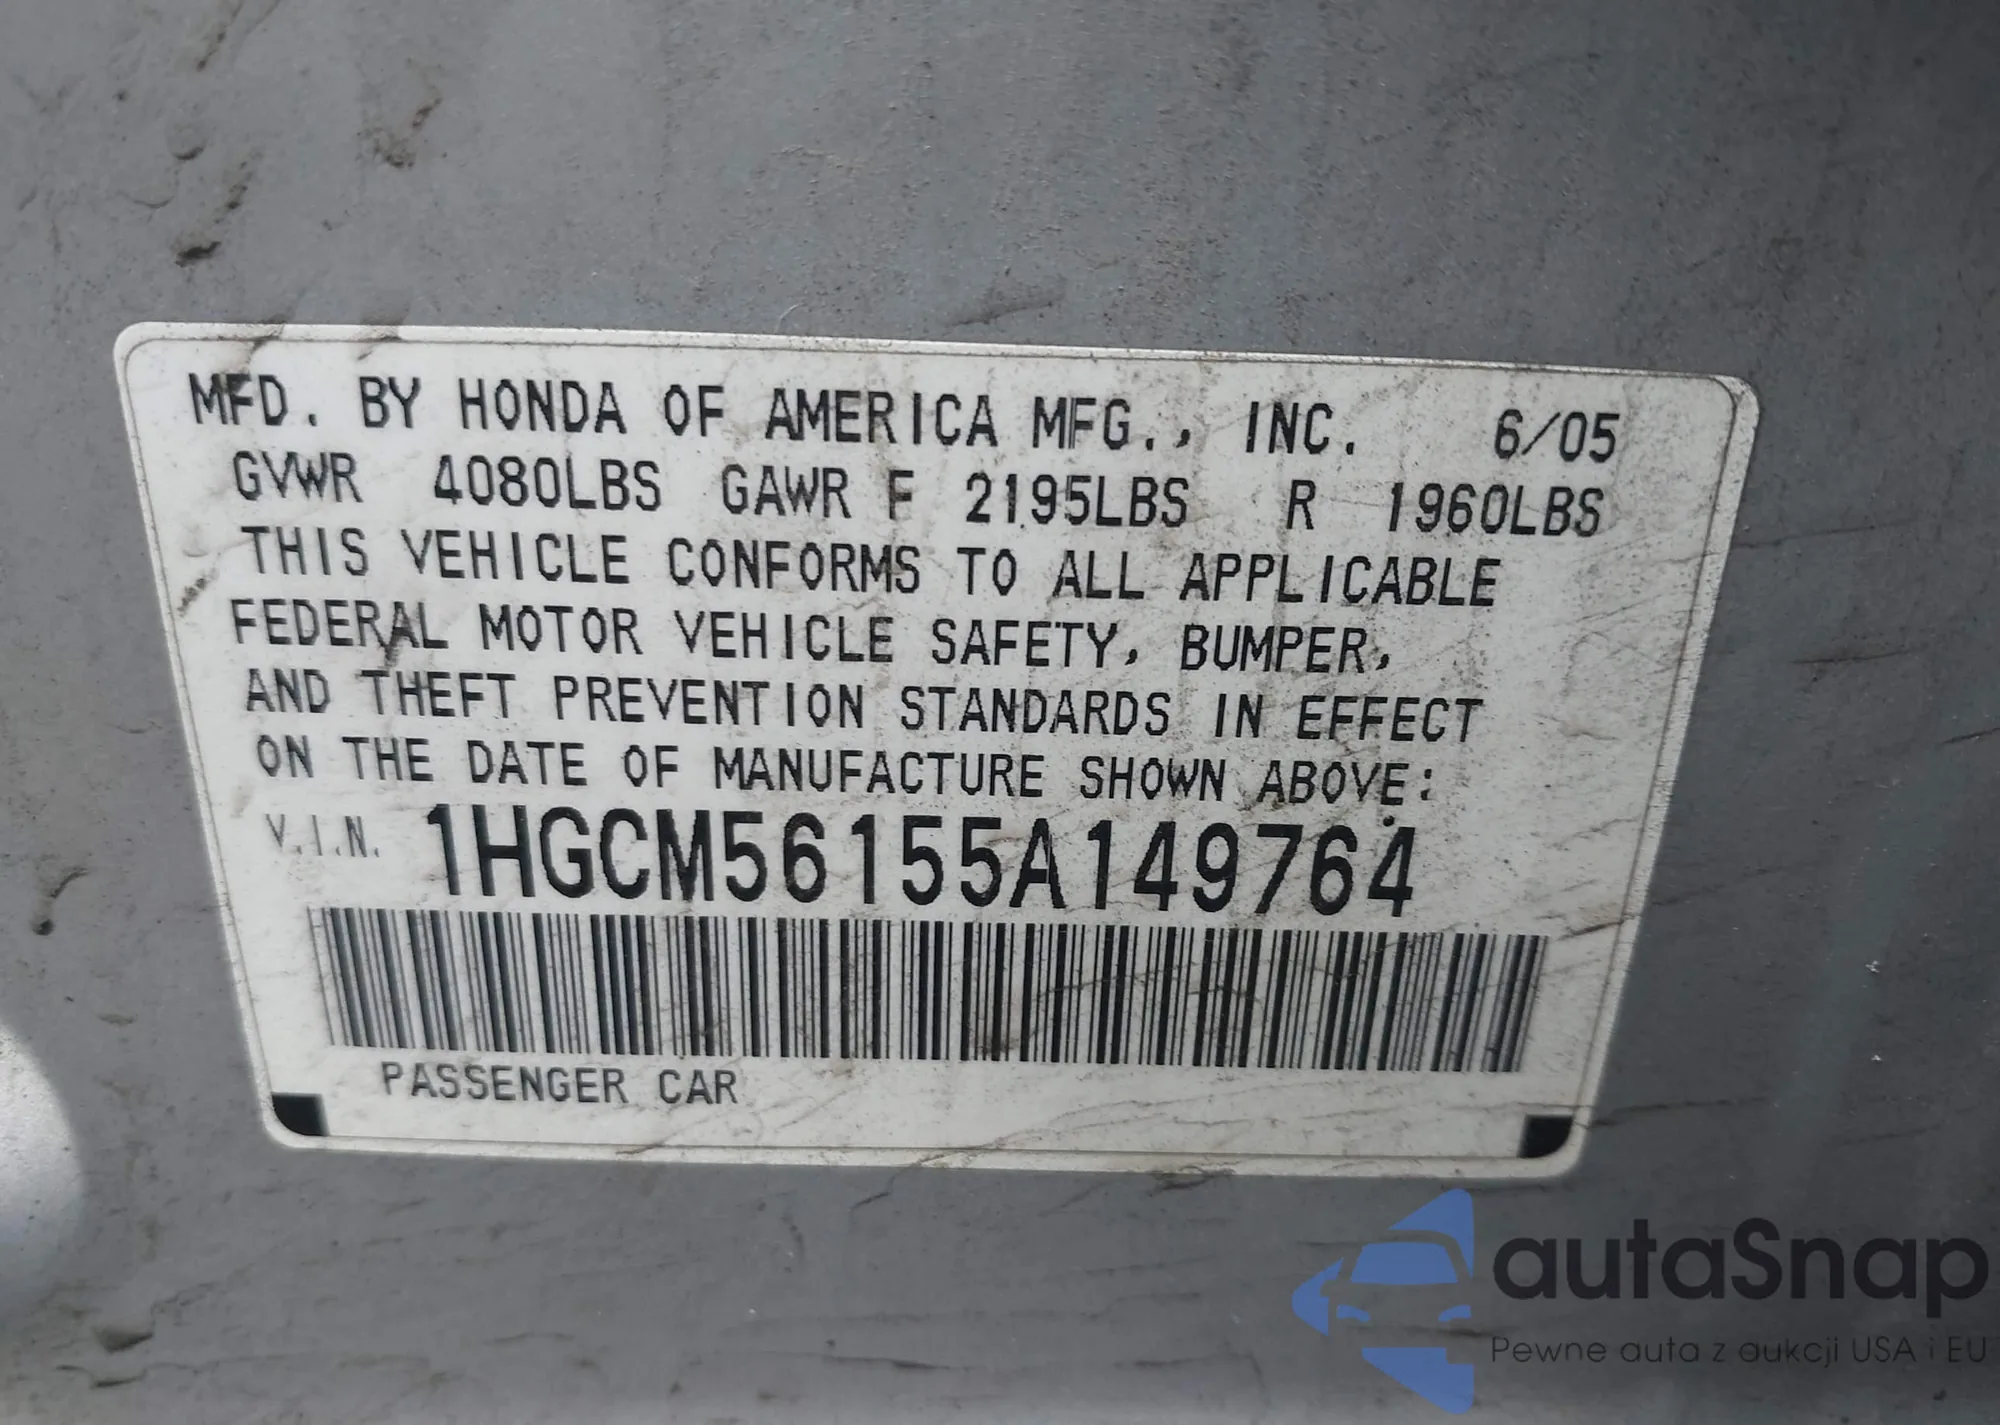 MFD. BY HONDA OF AMERICA MFG., INC. 6/05
GVWR 4080LBS GAWR F 2195LBS R 1960LBS
THIS VEHICLE CONFORMS TO ALL APPLICABLE
FEDERAL MOTOR VEHICLE SAFETY, BUMPER,
AND THEFT PREVENTION STANDARDS IN EFFECT
ON THE DATE OF MANUFACTURE SHOWN ABOVE:
V.I.N. 1HGCM56155A149764
PASSENGER CAR
autaSnap
Pewne auta z aukcji USA i EU